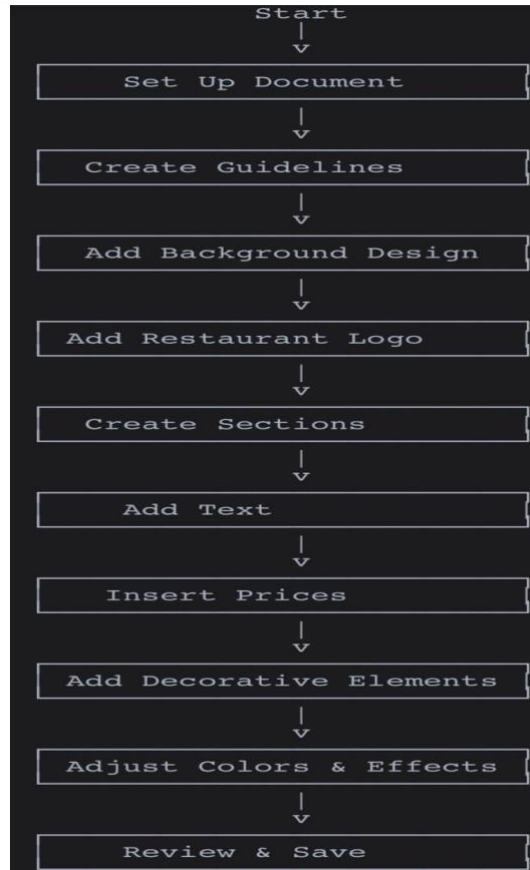 Start
Set Up Document
Create Guidelines
Add Background Design
Add Restaurant Logo
Create Sections
Add Text
Insert Prices
Add Decorative Elements
Adjust Colors & Effects
Review & Save